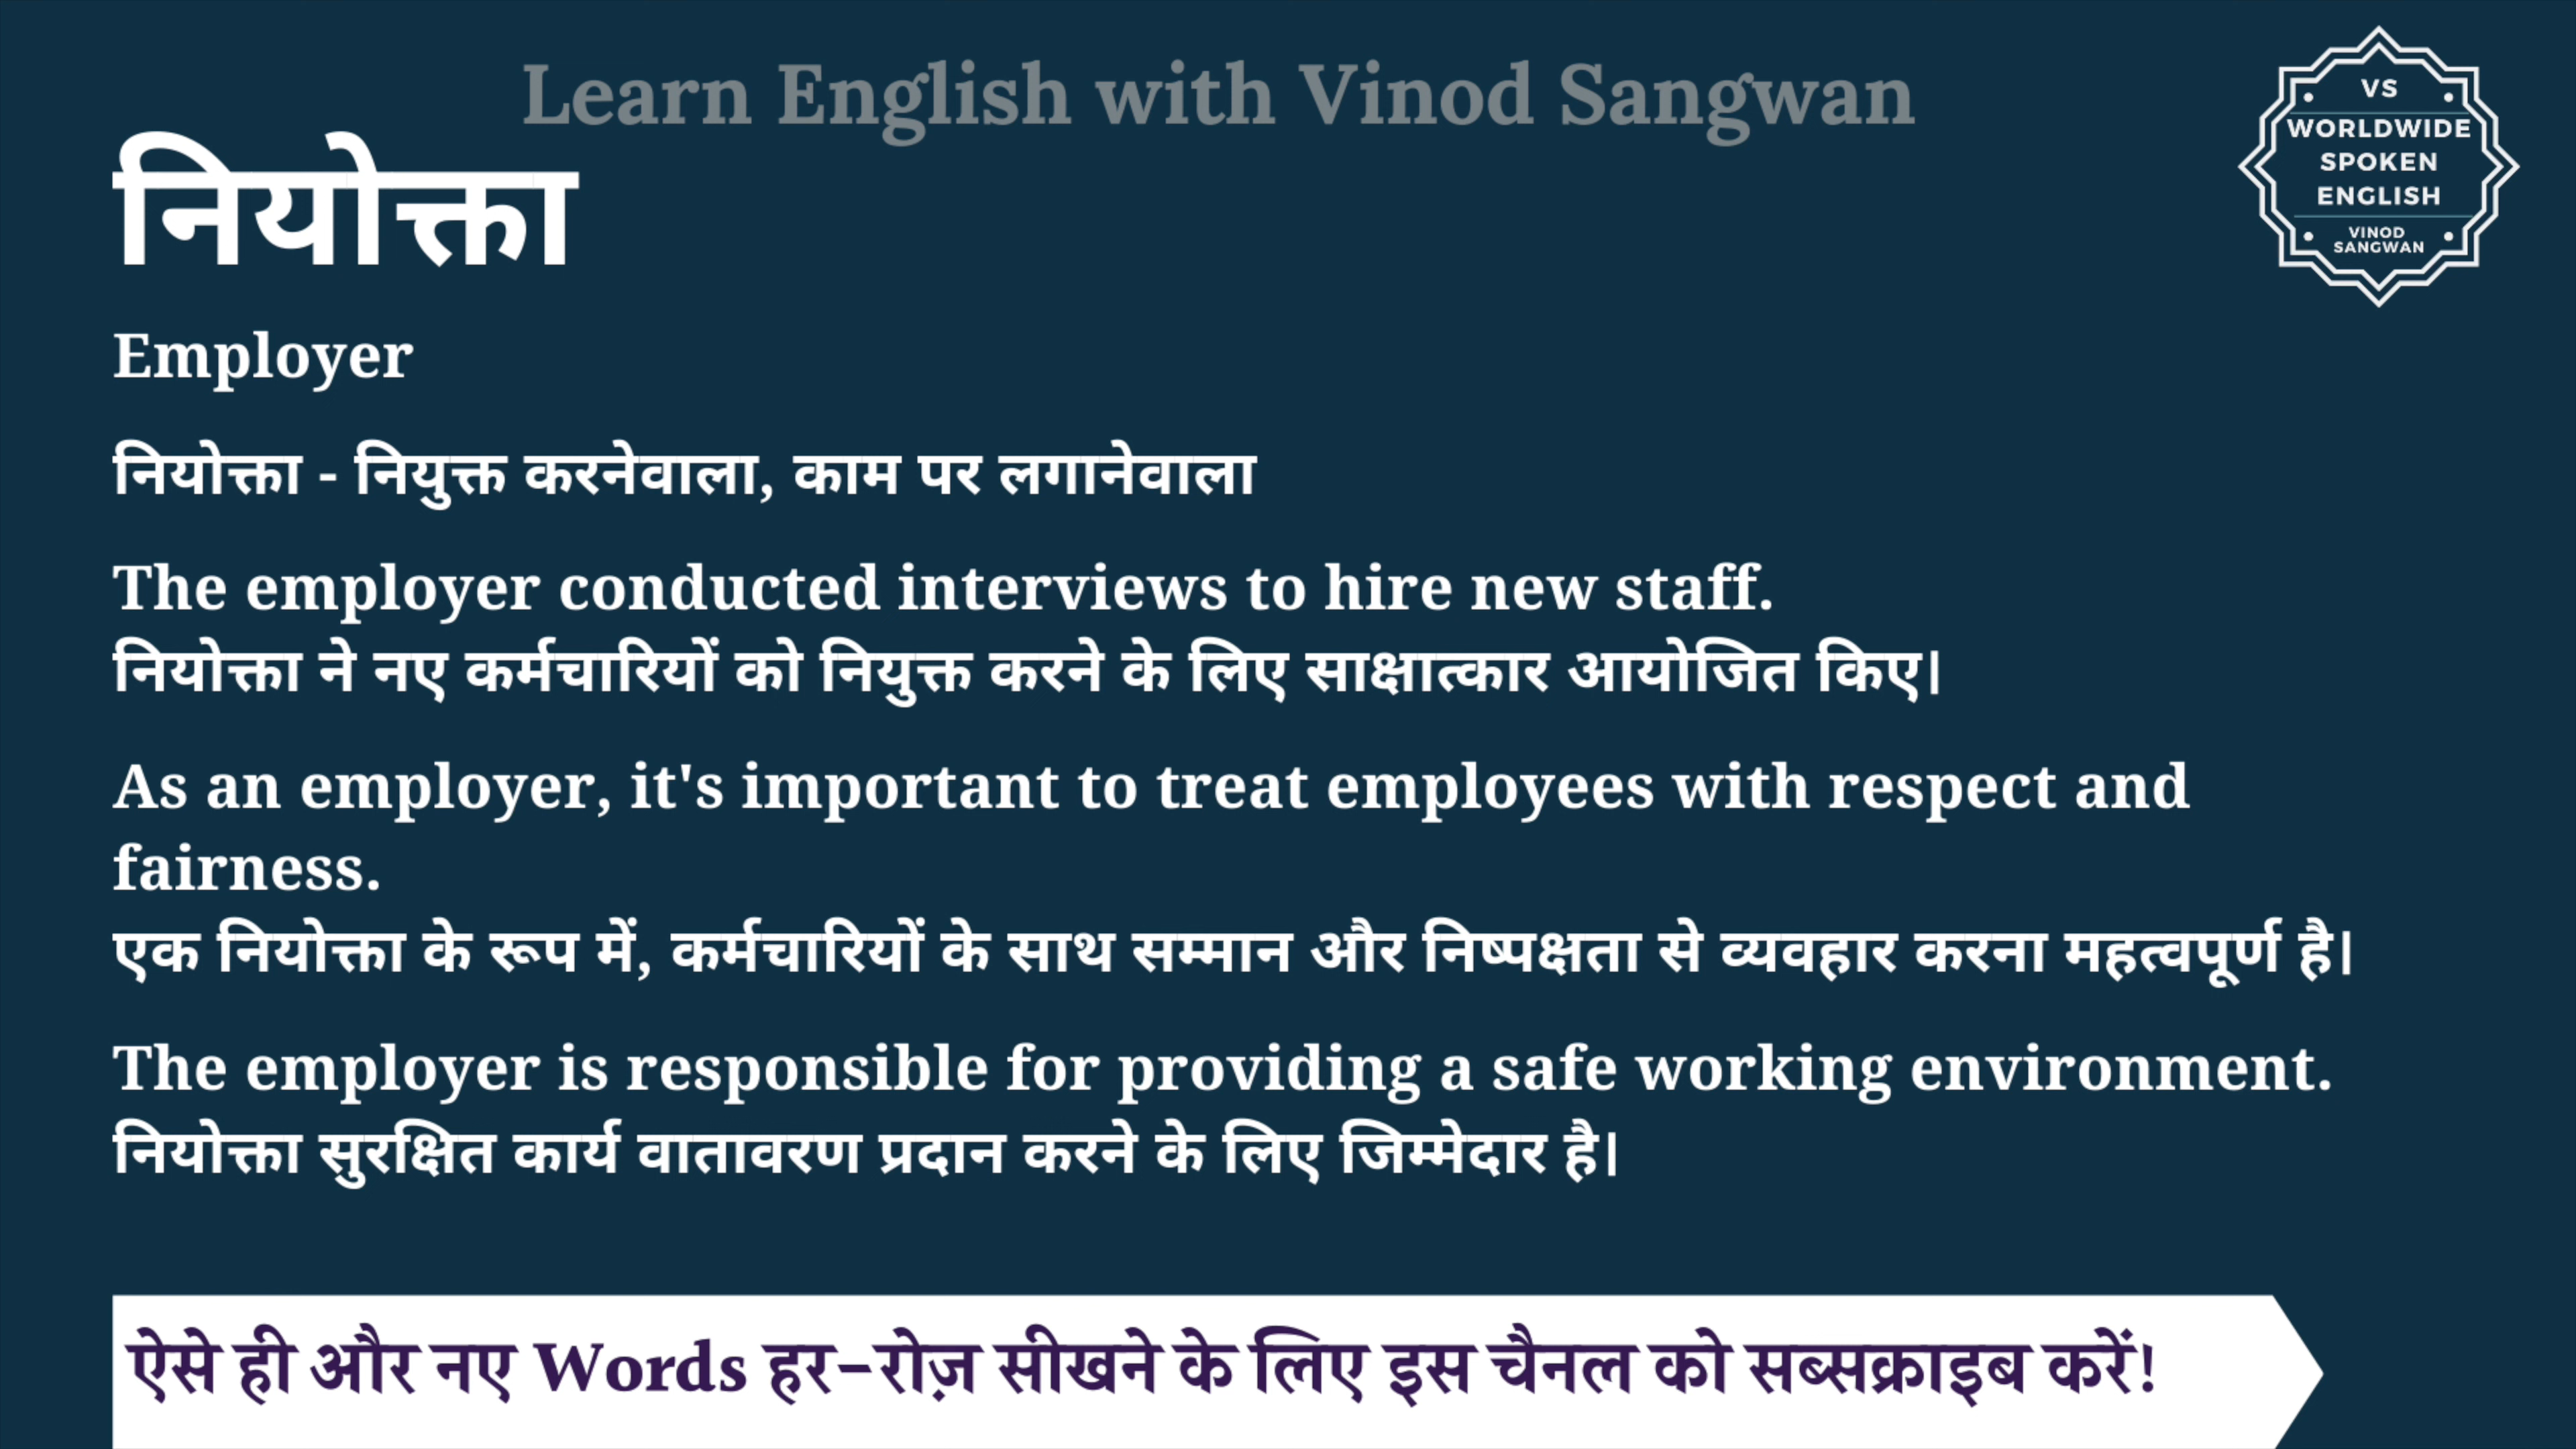 Learn English with Vinod Sangwan
VS
WORLDWIDE
SPOKEN
ENGLISH
VINOD
SANGWAN
नियोक्ता
Employer
नियोक्ता - नियुक्त करनेवाला, काम पर लगानेवाला
The employer conducted interviews to hire new staff.
नियोक्ता ने नए कर्मचारियों को नियुक्त करने के लिए साक्षात्कार आयोजित किए।
As an employer, it's important to treat employees with respect and
fairness.
एक नियोक्ता के रूप में, कर्मचारियों के साथ सम्मान और निष्पक्षता से व्यवहार करना महत्वपूर्ण है।
The employer is responsible for providing a safe working environment.
नियोक्ता सुरक्षित कार्य वातावरण प्रदान करने के लिए जिम्मेदार है।
ऐसे ही और नए Words हर–रोज़ सीखने के लिए इस चैनल को सब्सक्राइब करें!